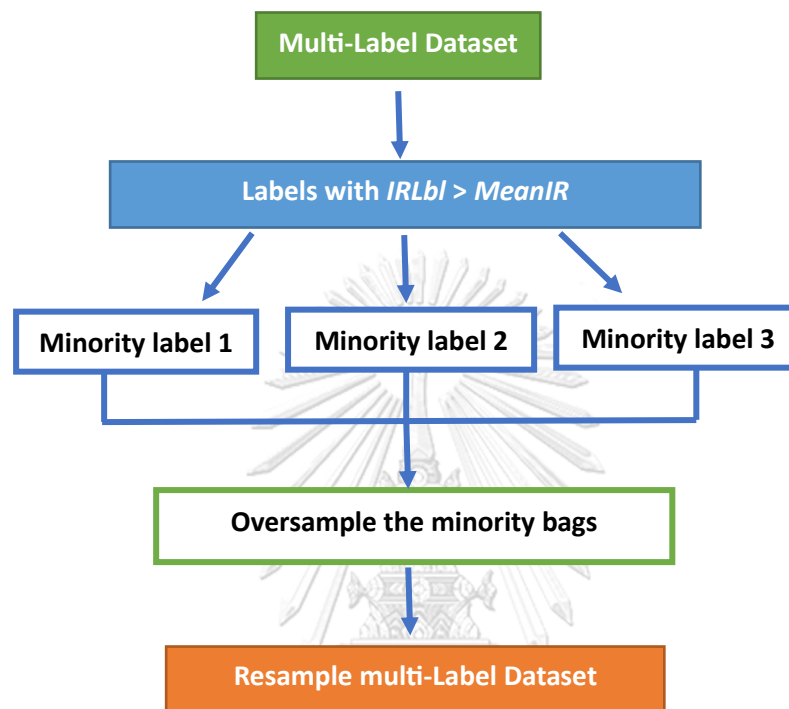 Multi-Label Dataset
Labels with IRLbl > MeanIR
Minority label 1
Minority label 2
Minority label 3
Oversample the minority bags
Resample multi-Label Dataset